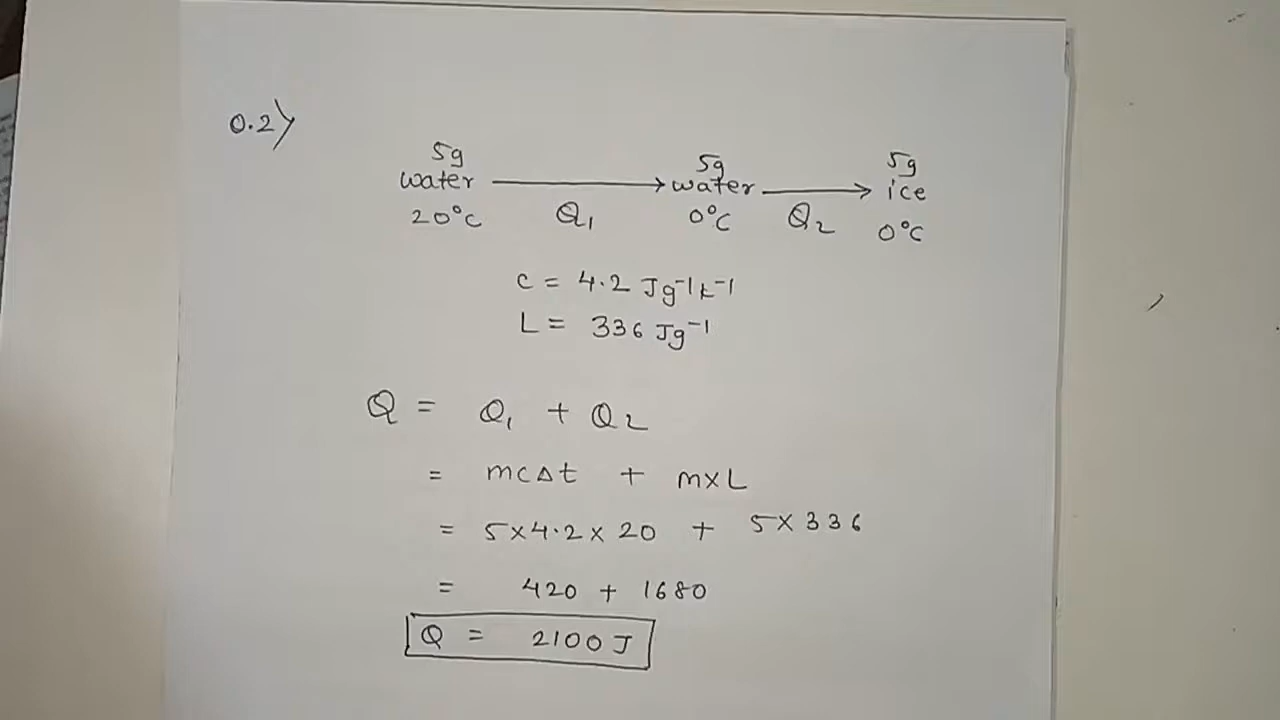 0.2)
5g 5g 5g
water → water → ice
20°C Q₁ 0°C Q₂ 0°C
c = 4.2 Jg⁻¹k⁻¹
L = 336 Jg⁻¹
Q = Q₁ + Q₂
= mcΔt + m×L
= 5×4.2×20 + 5×336
= 420 + 1680
Q = 2100 J